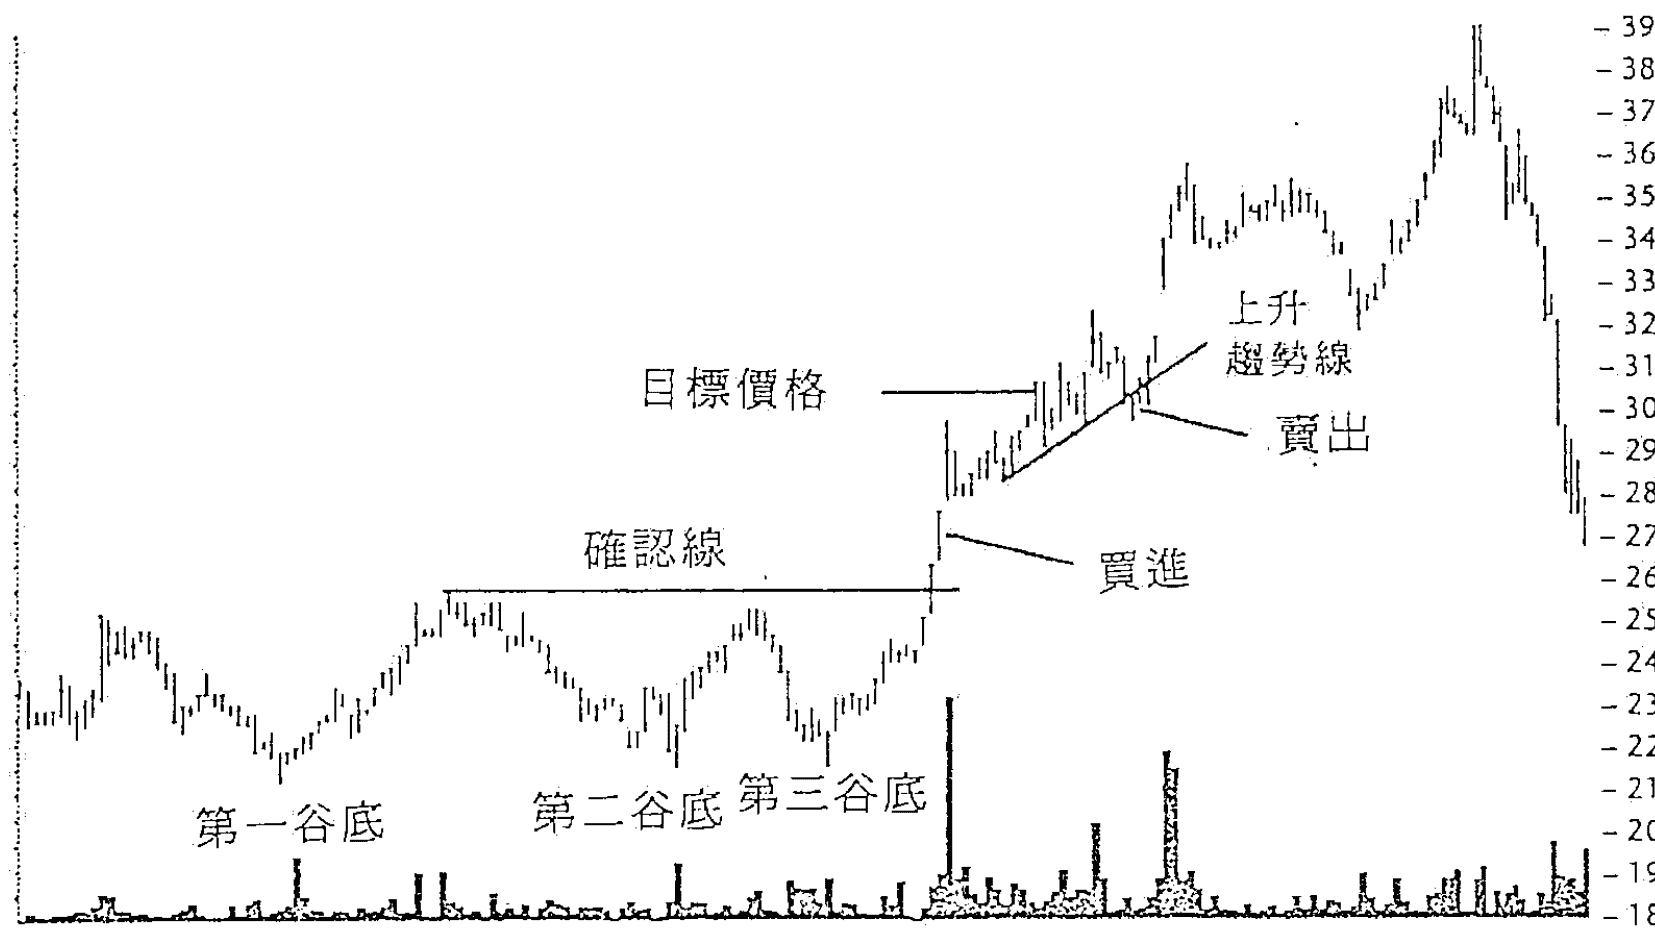 目標價格
上升
趨勢線
賣出
確認線
買進
第一谷底
第二谷底
第三谷底
- 39
- 38
- 37
- 36
- 35
- 34
- 33
- 32
- 31
- 30
- 29
- 28
- 27
- 26
- 25
- 24
- 23
- 22
- 21
- 20
- 19
- 18